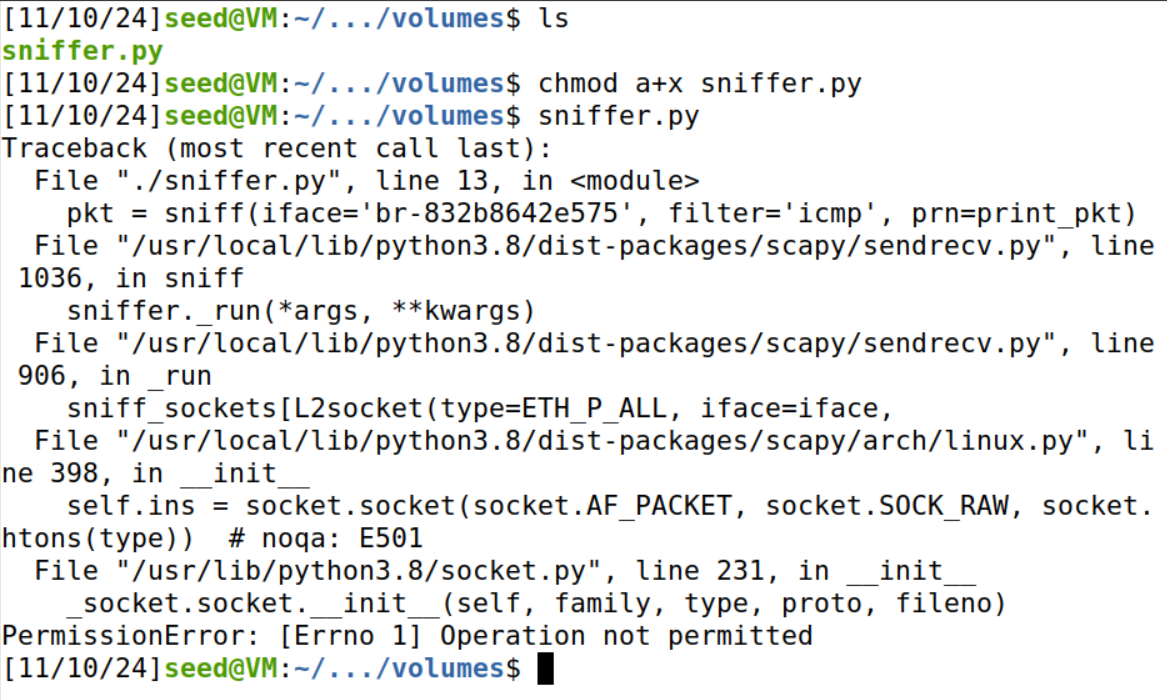 [11/10/24]seed@VM:~/.../volumes$ ls
sniffer.py
[11/10/24]seed@VM:~/.../volumes$ chmod a+x sniffer.py
[11/10/24]seed@VM:~/.../volumes$ sniffer.py
Traceback (most recent call last):
  File "./sniffer.py", line 13, in <module>
    pkt = sniff(iface='br-832b8642e575', filter='icmp', prn=print_pkt)
  File "/usr/local/lib/python3.8/dist-packages/scapy/sendrecv.py", line
 1036, in sniff
    sniffer._run(*args, **kwargs)
  File "/usr/local/lib/python3.8/dist-packages/scapy/sendrecv.py", line
 906, in _run
    sniff_sockets[L2socket(type=ETH_P_ALL, iface=iface,
  File "/usr/local/lib/python3.8/dist-packages/scapy/arch/linux.py", li
ne 398, in __init__
    self.ins = socket.socket(socket.AF_PACKET, socket.SOCK_RAW, socket.
htons(type))  # noqa: E501
  File "/usr/lib/python3.8/socket.py", line 231, in __init__
    _socket.socket.__init__(self, family, type, proto, fileno)
PermissionError: [Errno 1] Operation not permitted
[11/10/24]seed@VM:~/.../volumes$